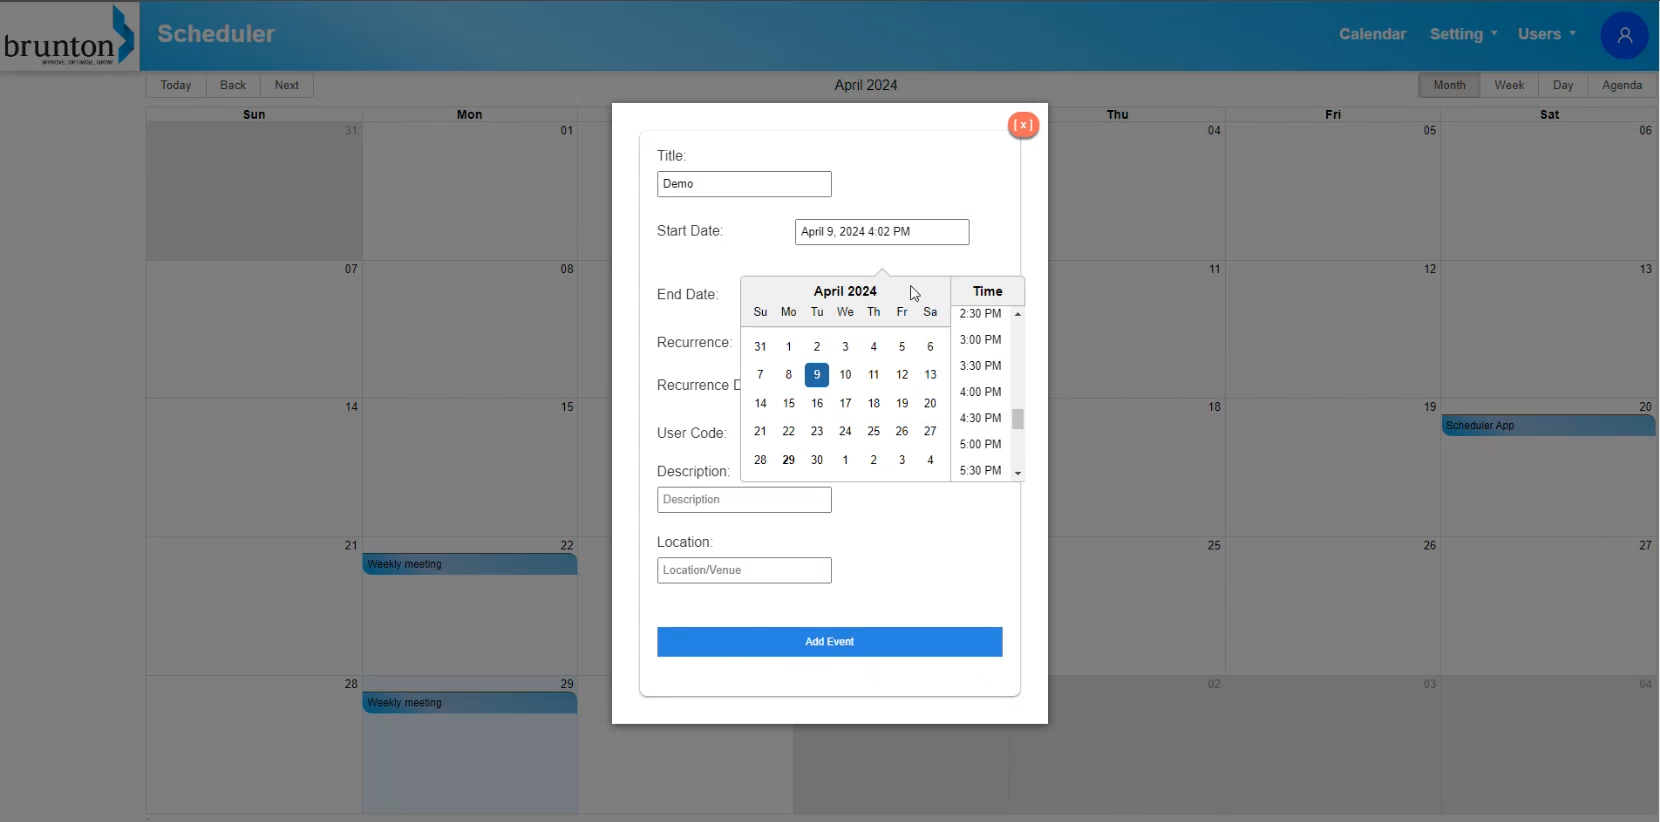 brunton
IMPROVE. OPTIMISE. GROW
Scheduler
Calendar Setting Users
Today Back Next
April 2024
Month Week Day Agenda
Sun Mon Thu Fri Sat
31 01 04 05 06
07 08 11 12 13
14 15 18 19 20
Scheduler App
21 22 25 26 27
Weekly meeting
28 29 02 03 04
Weekly meeting
[x]
Title:
Demo
Start Date:
April 9, 2024 4:02 PM
End Date:
Recurrence:
Recurrence D
User Code:
Description:
Description
Location:
Location/Venue
Add Event
April 2024
Su Mo Tu We Th Fr Sa
31 1 2 3 4 5 6
7 8 9 10 11 12 13
14 15 16 17 18 19 20
21 22 23 24 25 26 27
28 29 30 1 2 3 4
Time
2:30 PM
3:00 PM
3:30 PM
4:00 PM
4:30 PM
5:00 PM
5:30 PM